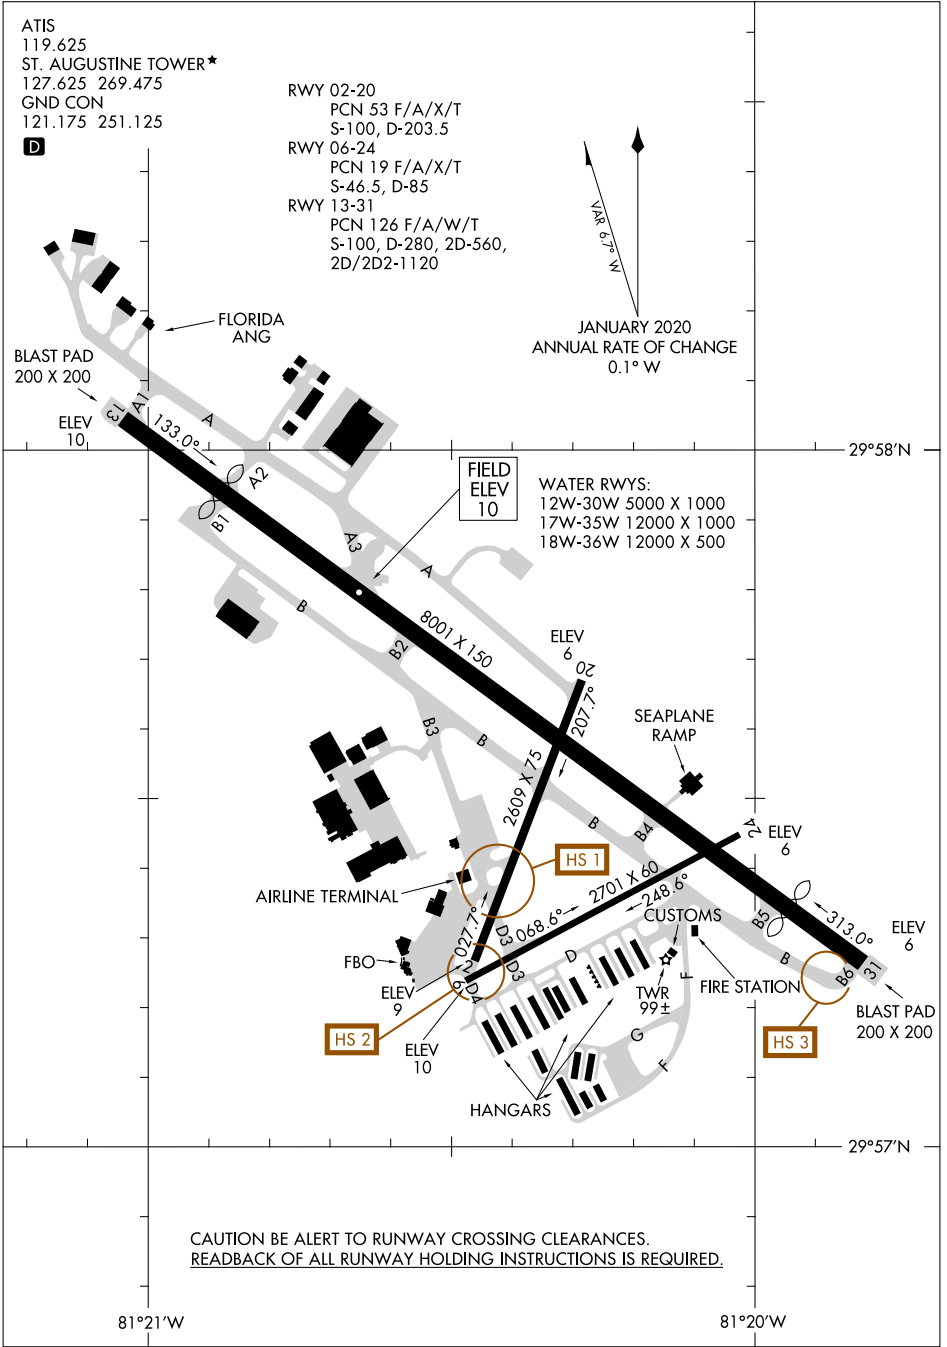 ATIS
119.625
ST. AUGUSTINE TOWER★
127.625 269.475
GND CON
121.175 251.125
D
RWY 02-20
PCN 53 F/A/X/T
S-100, D-203.5
RWY 06-24
PCN 19 F/A/X/T
S-46.5, D-85
RWY 13-31
PCN 126 F/A/W/T
S-100, D-280, 2D-560,
2D/2D2-1120
VAR 6.7° W
JANUARY 2020
ANNUAL RATE OF CHANGE
0.1° W
FLORIDA
ANG
BLAST PAD
200 X 200
ELEV
10
13
A1
A
133.0°
A2
B1
29°58'N
FIELD
ELEV
10
WATER RWYS:
12W-30W 5000 X 1000
17W-35W 12000 X 1000
18W-36W 12000 X 500
A3
A
B
8001 X 150
B2
ELEV
6
20
207.7°
B3
B
SEAPLANE
RAMP
2609 X 75
B
B4
24
ELEV
6
HS 1
AIRLINE TERMINAL
2701 X 60
248.6°
068.6°
027.7°
CUSTOMS
B5
313.0°
ELEV
6
D3
D
D3
B
B6
31
FBO
2
6
D4
F
FIRE STATION
TWR
99±
ELEV
9
BLAST PAD
200 X 200
HS 2
HS 3
ELEV
10
G
F
HANGARS
29°57'N
CAUTION BE ALERT TO RUNWAY CROSSING CLEARANCES.
READBACK OF ALL RUNWAY HOLDING INSTRUCTIONS IS REQUIRED.
81°21'W
81°20'W